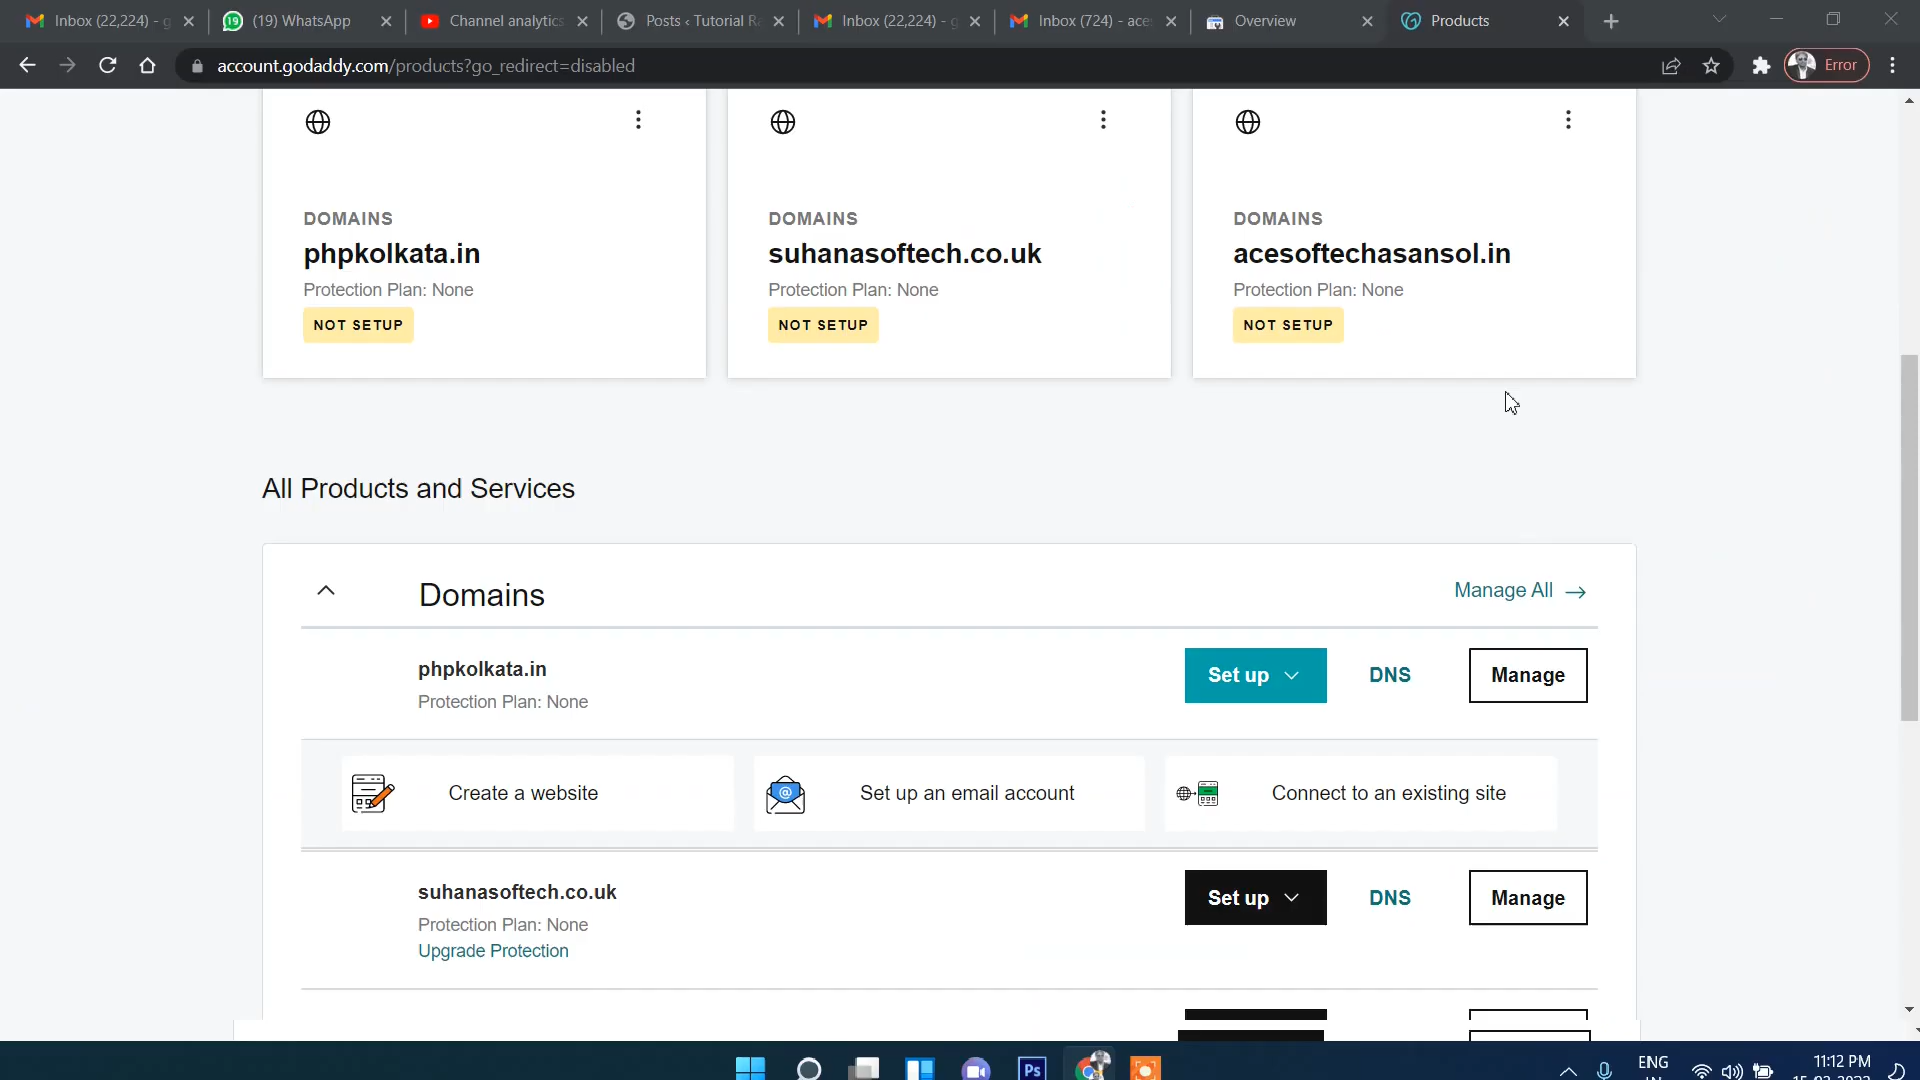 Inbox (22,224) - g
(19) WhatsApp
Channel analytics
Posts ‹ Tutorial Ra
Inbox (22,224) - g
Inbox (724) - aces
Overview
Products
account.godaddy.com/products?go_redirect=disabled
Error
DOMAINS
phpkolkata.in
Protection Plan: None
NOT SETUP
DOMAINS
suhanasoftech.co.uk
Protection Plan: None
NOT SETUP
DOMAINS
acesoftechasansol.in
Protection Plan: None
NOT SETUP
All Products and Services
Domains
Manage All
phpkolkata.in
Protection Plan: None
Set up
DNS
Manage
Create a website
Set up an email account
Connect to an existing site
suhanasoftech.co.uk
Protection Plan: None
Upgrade Protection
Set up
DNS
Manage
Ps
ENG
11:12 PM